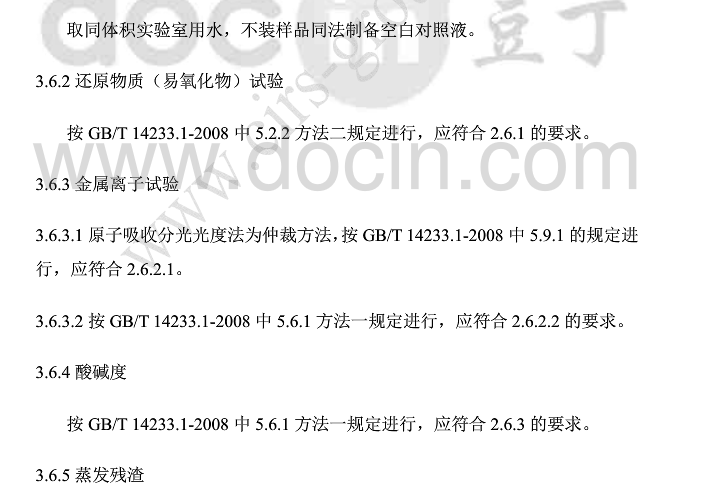 取同体积实验室用水，不装样品同法制备空白对照液。
3.6.2 还原物质（易氧化物）试验
按 GB/T 14233.1-2008 中 5.2.2 方法二规定进行，应符合 2.6.1 的要求。
www.docin.com
3.6.3 金属离子试验
3.6.3.1 原子吸收分光光度法为仲裁方法，按 GB/T 14233.1-2008 中 5.9.1 的规定进
行，应符合 2.6.2.1。
3.6.3.2 按 GB/T 14233.1-2008 中 5.6.1 方法一规定进行，应符合 2.6.2.2 的要求。
3.6.4 酸碱度
按 GB/T 14233.1-2008 中 5.6.1 方法一规定进行，应符合 2.6.3 的要求。
3.6.5 蒸发残渣
豆丁